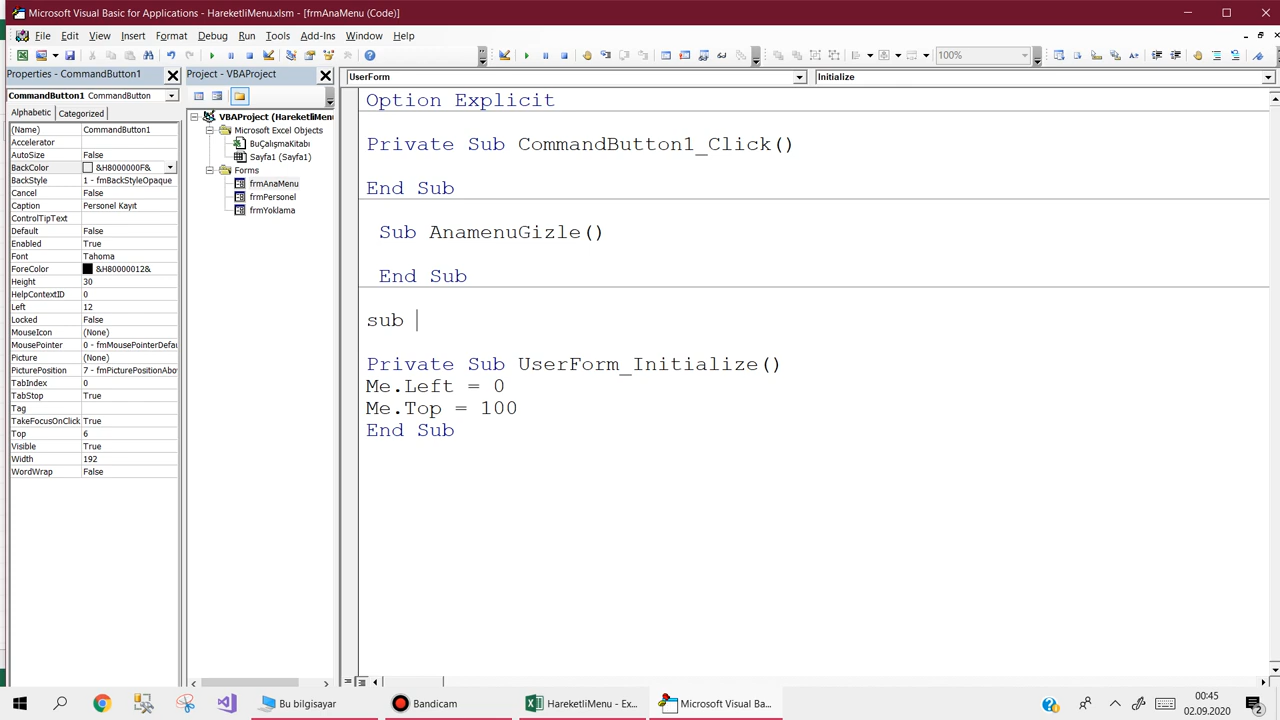 Microsoft Visual Basic for Applications - HareketliMenu.xlsm - [frmAnaMenu (Code)]
File Edit View Insert Format Debug Run Tools Add-Ins Window Help
100%
Properties - CommandButton1
CommandButton1 CommandButton
Alphabetic Categorized
(Name) CommandButton1
Accelerator
AutoSize False
BackColor &H8000000F&
BackStyle 1 - fmBackStyleOpaque
Cancel False
Caption Personel Kayıt
ControlTipText
Default False
Enabled True
Font Tahoma
ForeColor &H80000012&
Height 30
HelpContextID 0
Left 12
Locked False
MouseIcon (None)
MousePointer 0 - fmMousePointerDefau
Picture (None)
PicturePosition 7 - fmPicturePositionAbov
TabIndex 0
TabStop True
Tag
TakeFocusOnClick True
Top 6
Visible True
Width 192
WordWrap False
Project - VBAProject
VBAProject (HareketliMenu
Microsoft Excel Objects
BuÇalışmaKitabı
Sayfa1 (Sayfa1)
Forms
frmAnaMenu
frmPersonel
frmYoklama
UserForm Initialize
Option Explicit
Private Sub CommandButton1_Click()
End Sub
Sub AnamenuGizle()
End Sub
sub
Private Sub UserForm_Initialize()
Me.Left = 0
Me.Top = 100
End Sub
Bu bilgisayar
Bandicam
HareketliMenu - Exc...
Microsoft Visual Ba...
00:45
02.09.2020
2